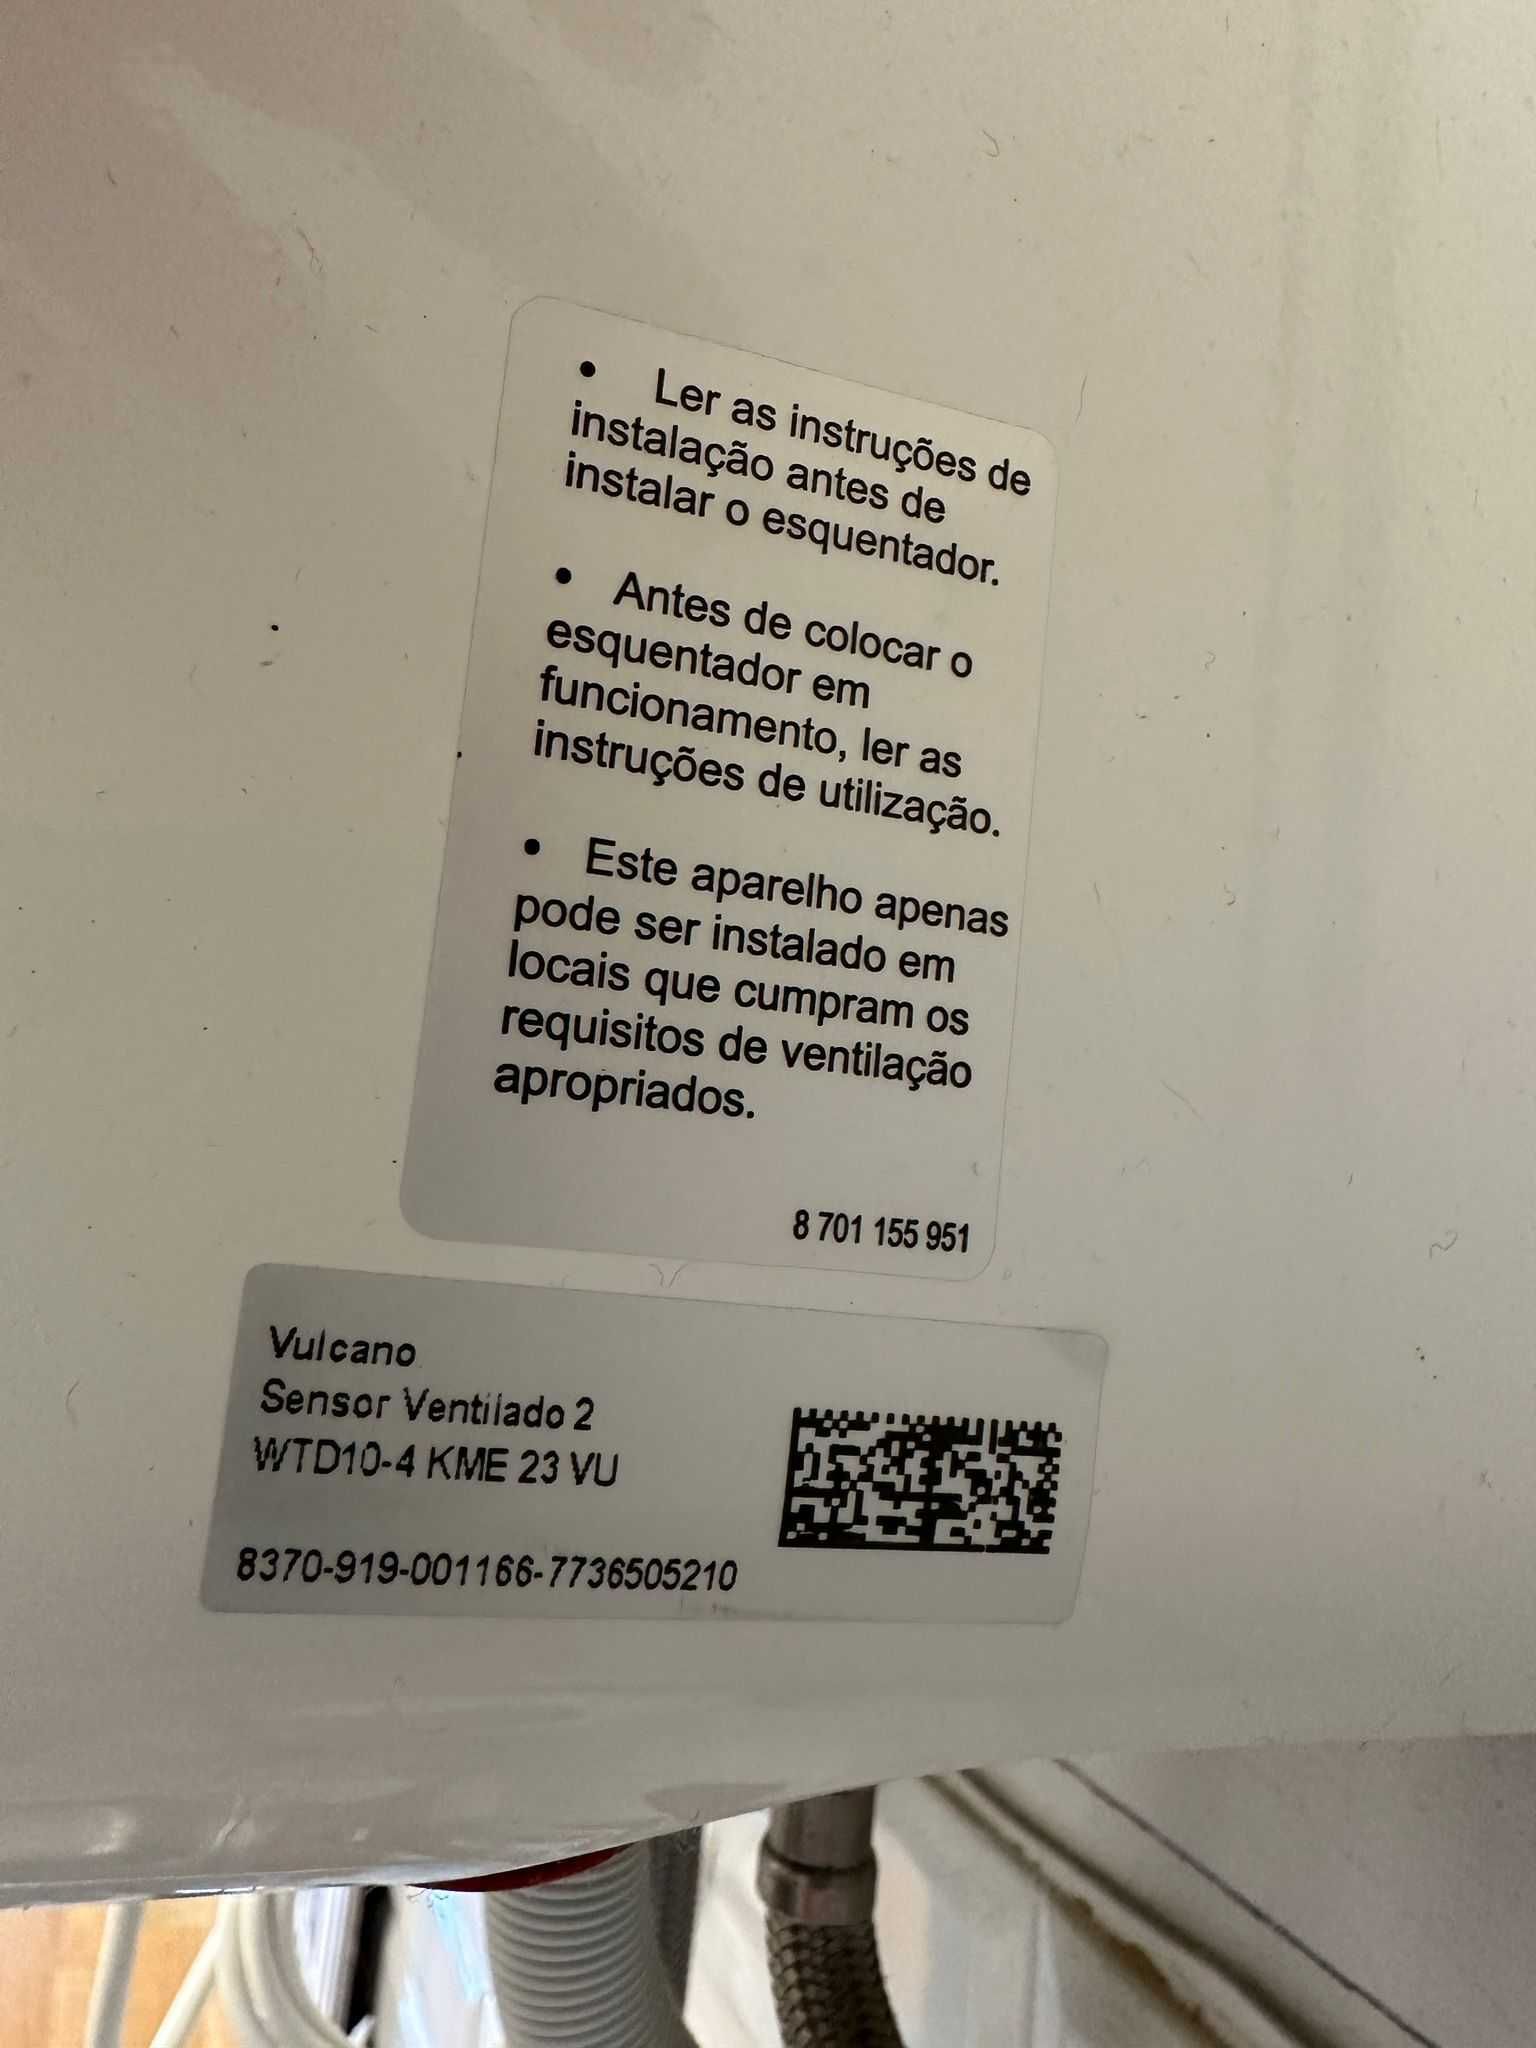 • Ler as instruções de
instalação antes de
instalar o esquentador.
• Antes de colocar o
esquentador em
funcionamento, ler as
instruções de utilização.
• Este aparelho apenas
pode ser instalado em
locais que cumpram os
requisitos de ventilação
apropriados.
8 701 155 951
Vulcano
Sensor Ventilado 2
WTD10-4 KME 23 VU
8370-919-001166-7736505210